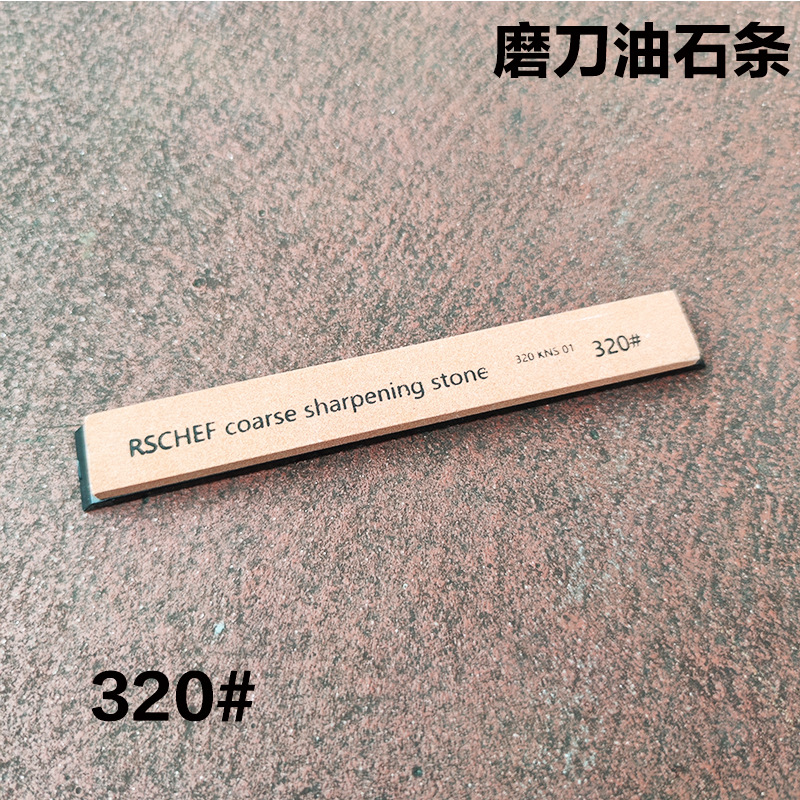 磨刀油石条
RSCHEF coarse sharpening stone 320 KNS 01 320#
320#